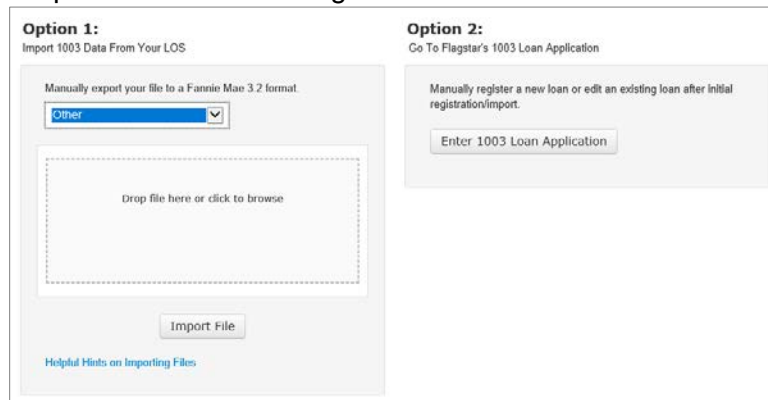 Option 1:
Import 1003 Data From Your LOS
Manually export your file to a Fannie Mae 3.2 format.
Other
Drop file here or click to browse
Import File
Helpful Hints on Importing Files
Option 2:
Go To Flagstar's 1003 Loan Application
Manually register a new loan or edit an existing loan after initial
registration/import.
Enter 1003 Loan Application